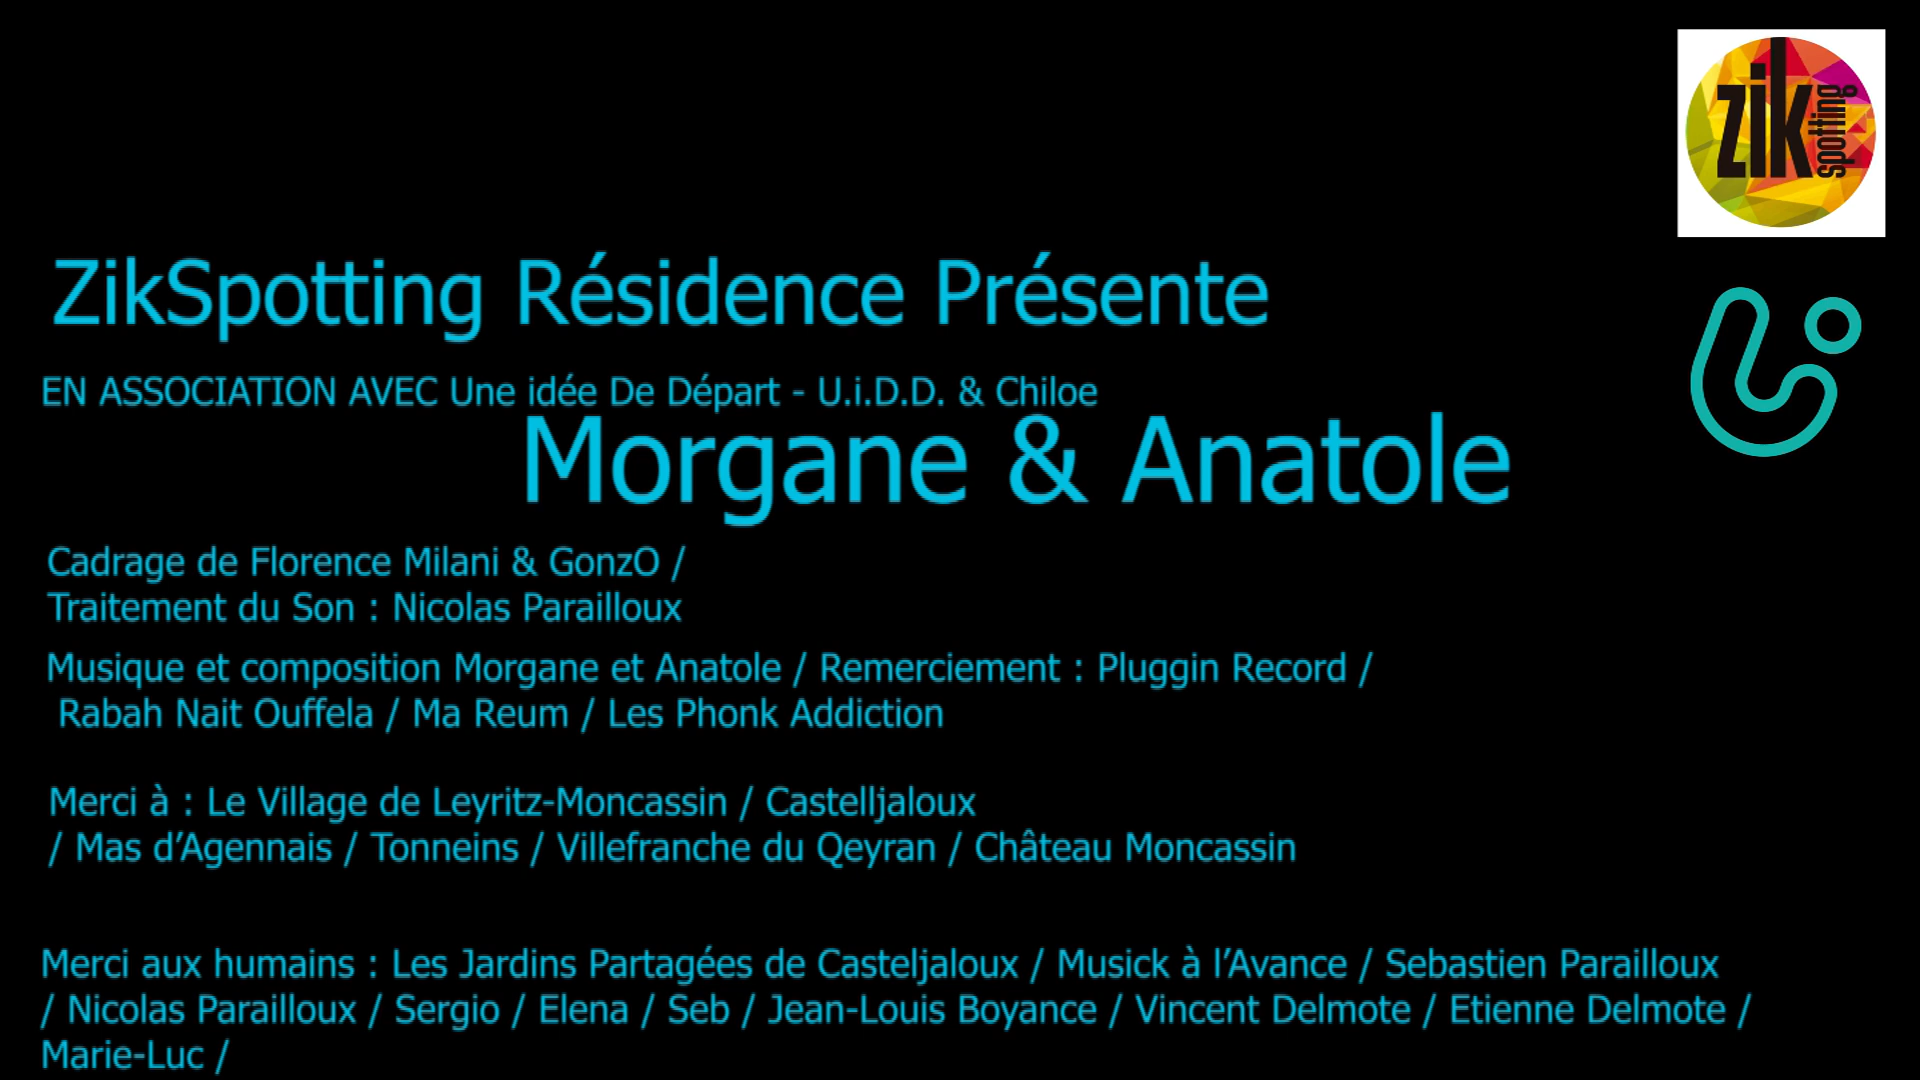 zik
spotting
ZikSpotting Résidence Présente
EN ASSOCIATION AVEC Une idée De Départ - U.i.D.D. & Chiloe
Morgane & Anatole
Cadrage de Florence Milani & GonzO /
Traitement du Son : Nicolas Parailloux
Musique et composition Morgane et Anatole / Remerciement : Pluggin Record /
Rabah Nait Ouffela / Ma Reum / Les Phonk Addiction
Merci à : Le Village de Leyritz-Moncassin / Castelljaloux
/ Mas d’Agennais / Tonneins / Villefranche du Qeyran / Château Moncassin
Merci aux humains : Les Jardins Partagées de Casteljaloux / Musick à l’Avance / Sebastien Parailloux
/ Nicolas Parailloux / Sergio / Elena / Seb / Jean-Louis Boyance / Vincent Delmote / Etienne Delmote /
Marie-Luc /